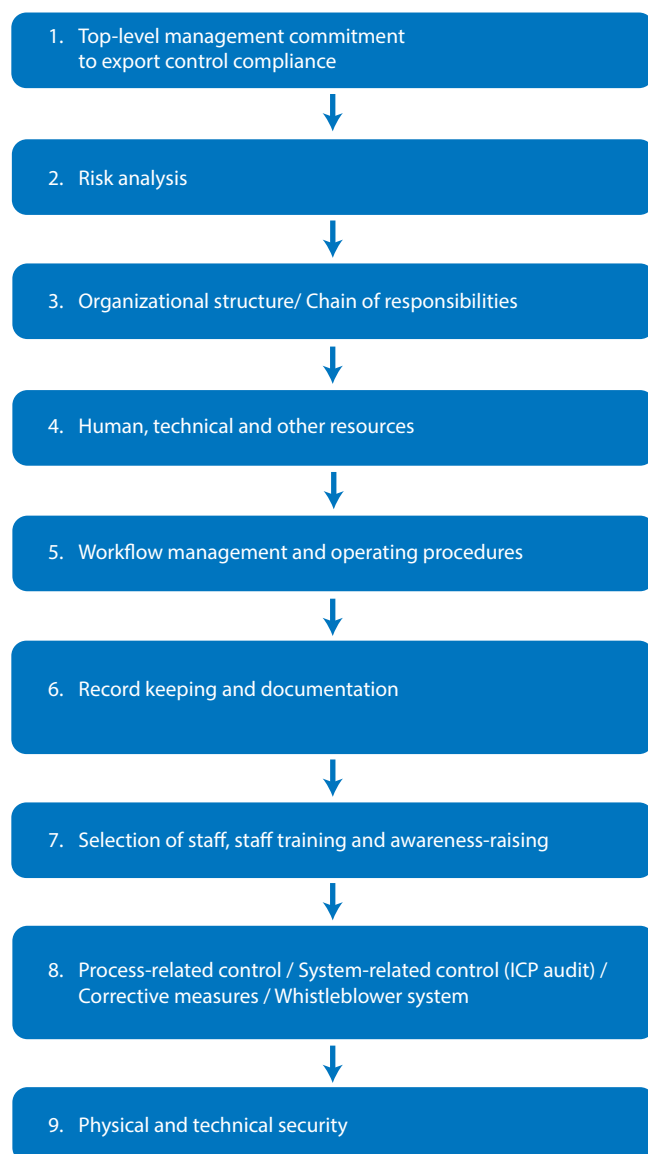 1. Top-level management commitment
to export control compliance
2. Risk analysis
3. Organizational structure/ Chain of responsibilities
4. Human, technical and other resources
5. Workflow management and operating procedures
6. Record keeping and documentation
7. Selection of staff, staff training and awareness-raising
8. Process-related control / System-related control (ICP audit) /
Corrective measures / Whistleblower system
9. Physical and technical security